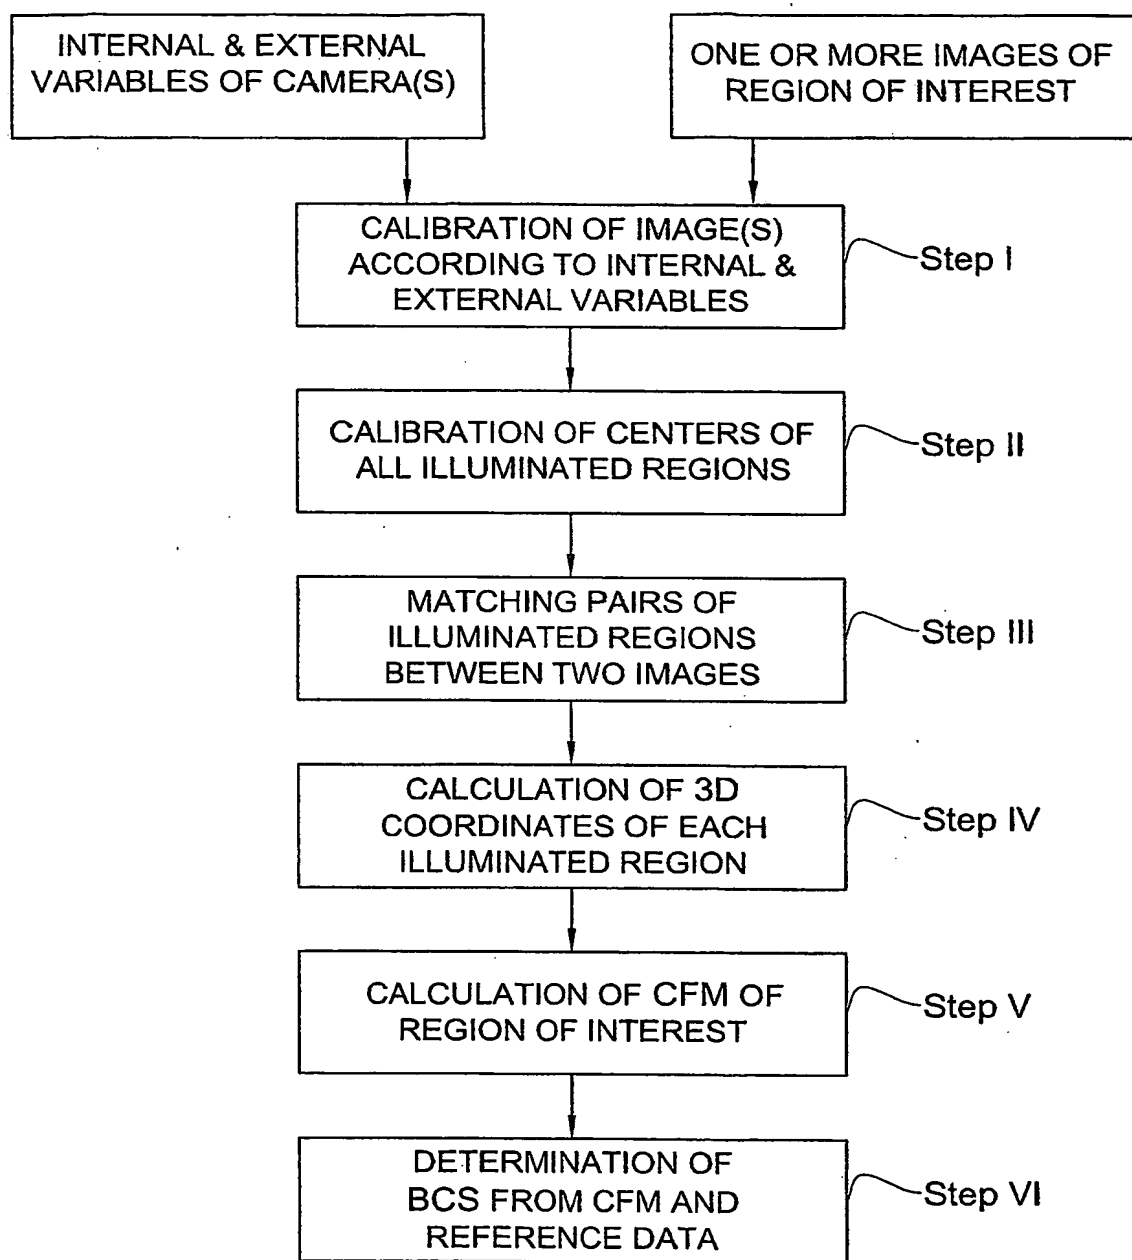 INTERNAL & EXTERNAL
VARIABLES OF CAMERA(S)
ONE OR MORE IMAGES OF
REGION OF INTEREST
CALIBRATION OF IMAGE(S)
ACCORDING TO INTERNAL &
EXTERNAL VARIABLES
Step I
CALIBRATION OF CENTERS OF
ALL ILLUMINATED REGIONS
Step II
MATCHING PAIRS OF
ILLUMINATED REGIONS
BETWEEN TWO IMAGES
Step III
CALCULATION OF 3D
COORDINATES OF EACH
ILLUMINATED REGION
Step IV
CALCULATION OF CFM OF
REGION OF INTEREST
Step V
DETERMINATION OF
BCS FROM CFM AND
REFERENCE DATA
Step VI